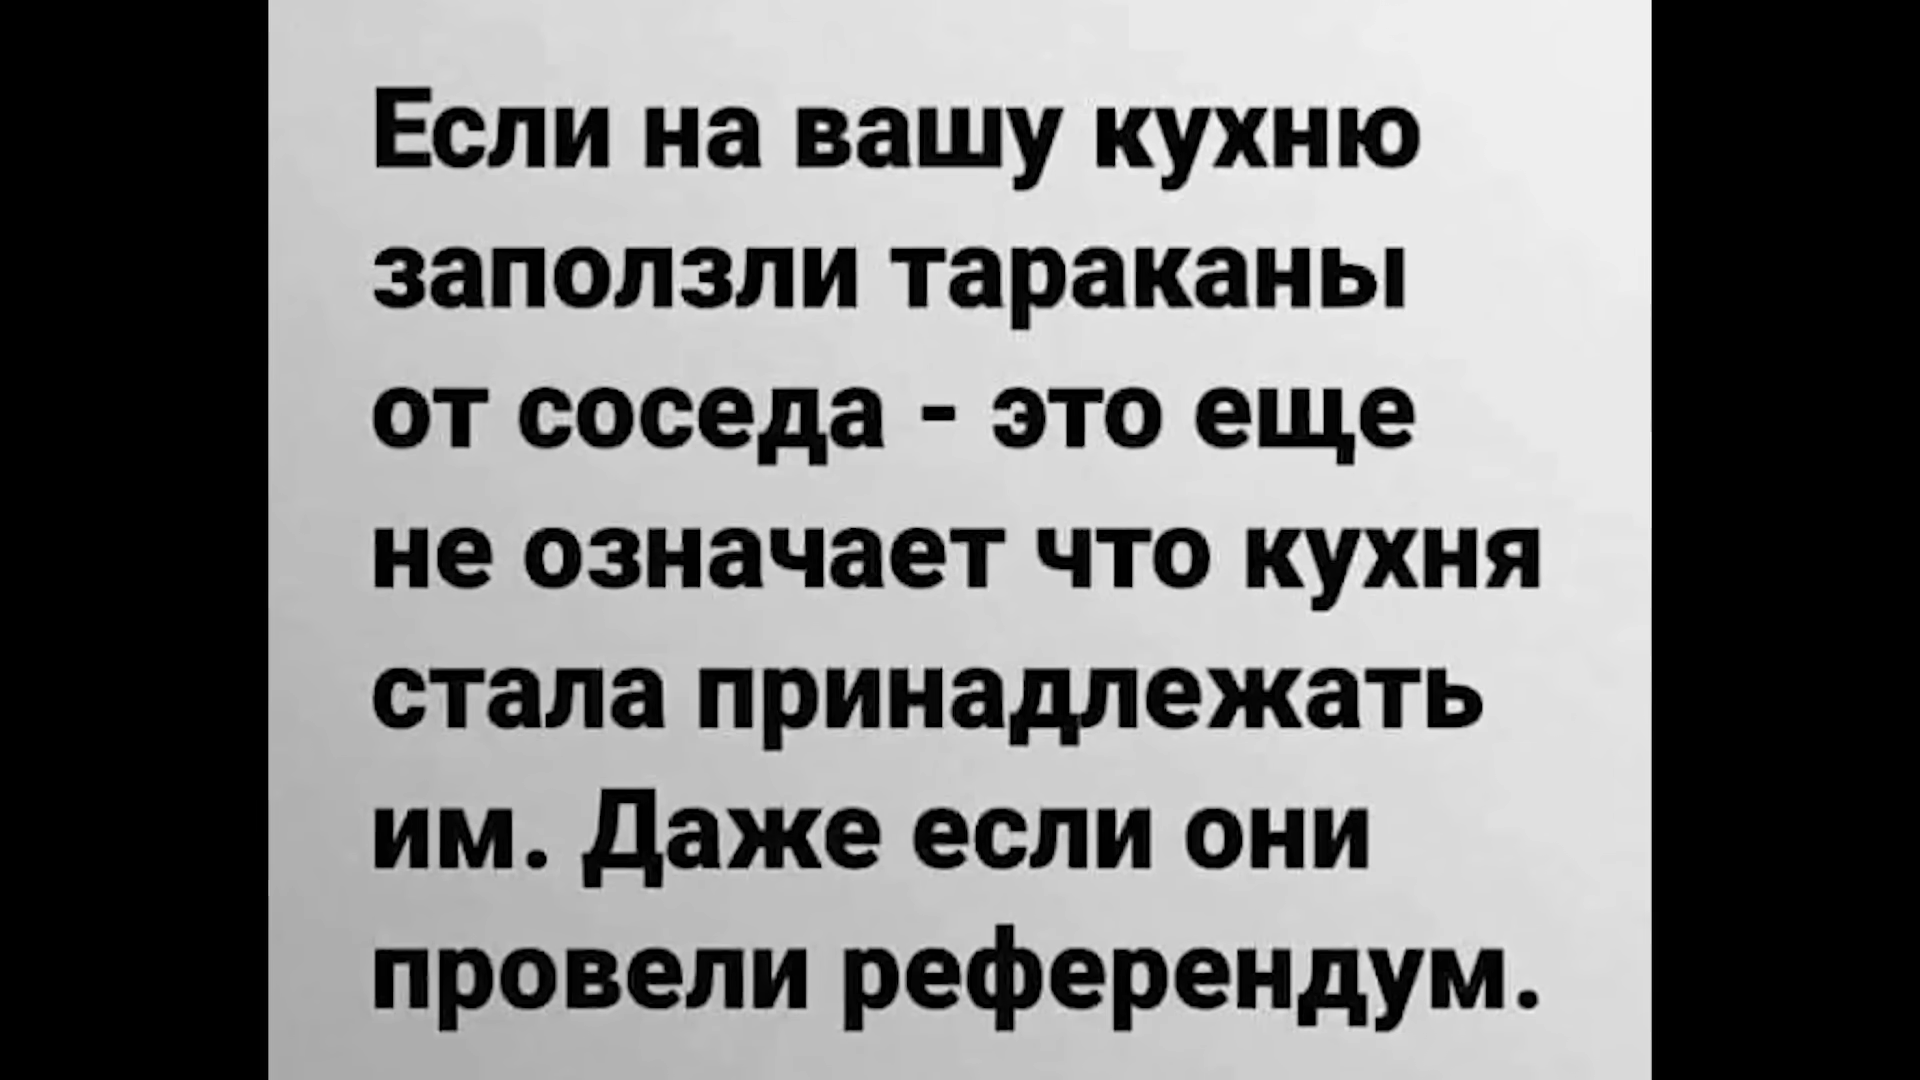 Если на вашу кухню
заползли тараканы
от соседа - это еще
не означает что кухня
стала принадлежать
им. Даже если они
провели референдум.